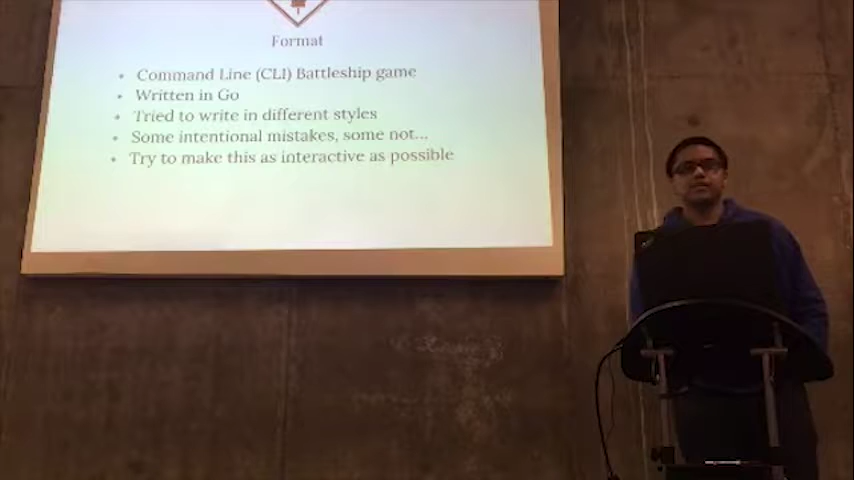 Format
• Command Line (CLI) Battleship game
• Written in Go
• Tried to write in different styles
• Some intentional mistakes, some not...
• Try to make this as interactive as possible